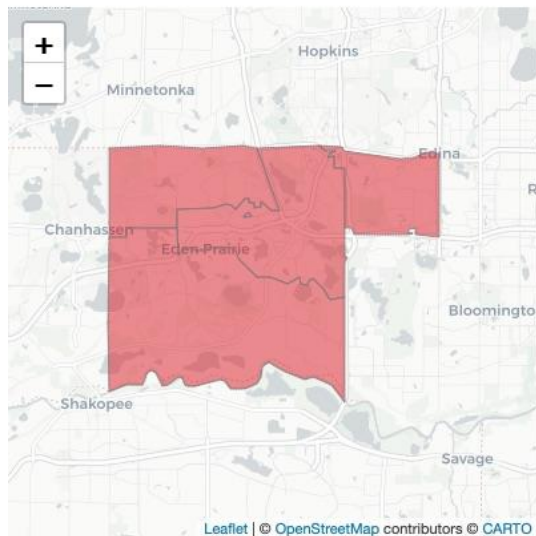 +
−
Hopkins
Minnetonka
Edina
Chanhassen
Eden Prairie
Bloomingto
Shakopee
Savage
Leaflet | © OpenStreetMap contributors © CARTO